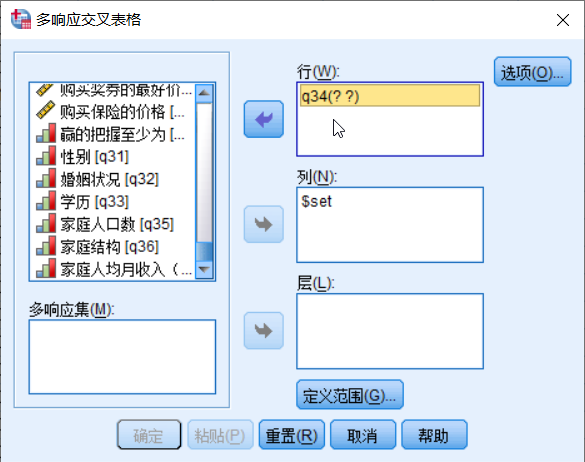 多响应交叉表格
购买奖券的最好价...
购买保险的价格 [...
赢的把握至少为 [...
性别 [q31]
婚姻状况 [q32]
学历 [q33]
家庭人口数 [q35]
家庭结构 [q36]
家庭人均月收入（...
多响应集(M):
行(W):
q34(? ?)
列(N):
$set
层(L):
定义范围(G)...
选项(O)...
确定 粘贴(P) 重置(R) 取消 帮助